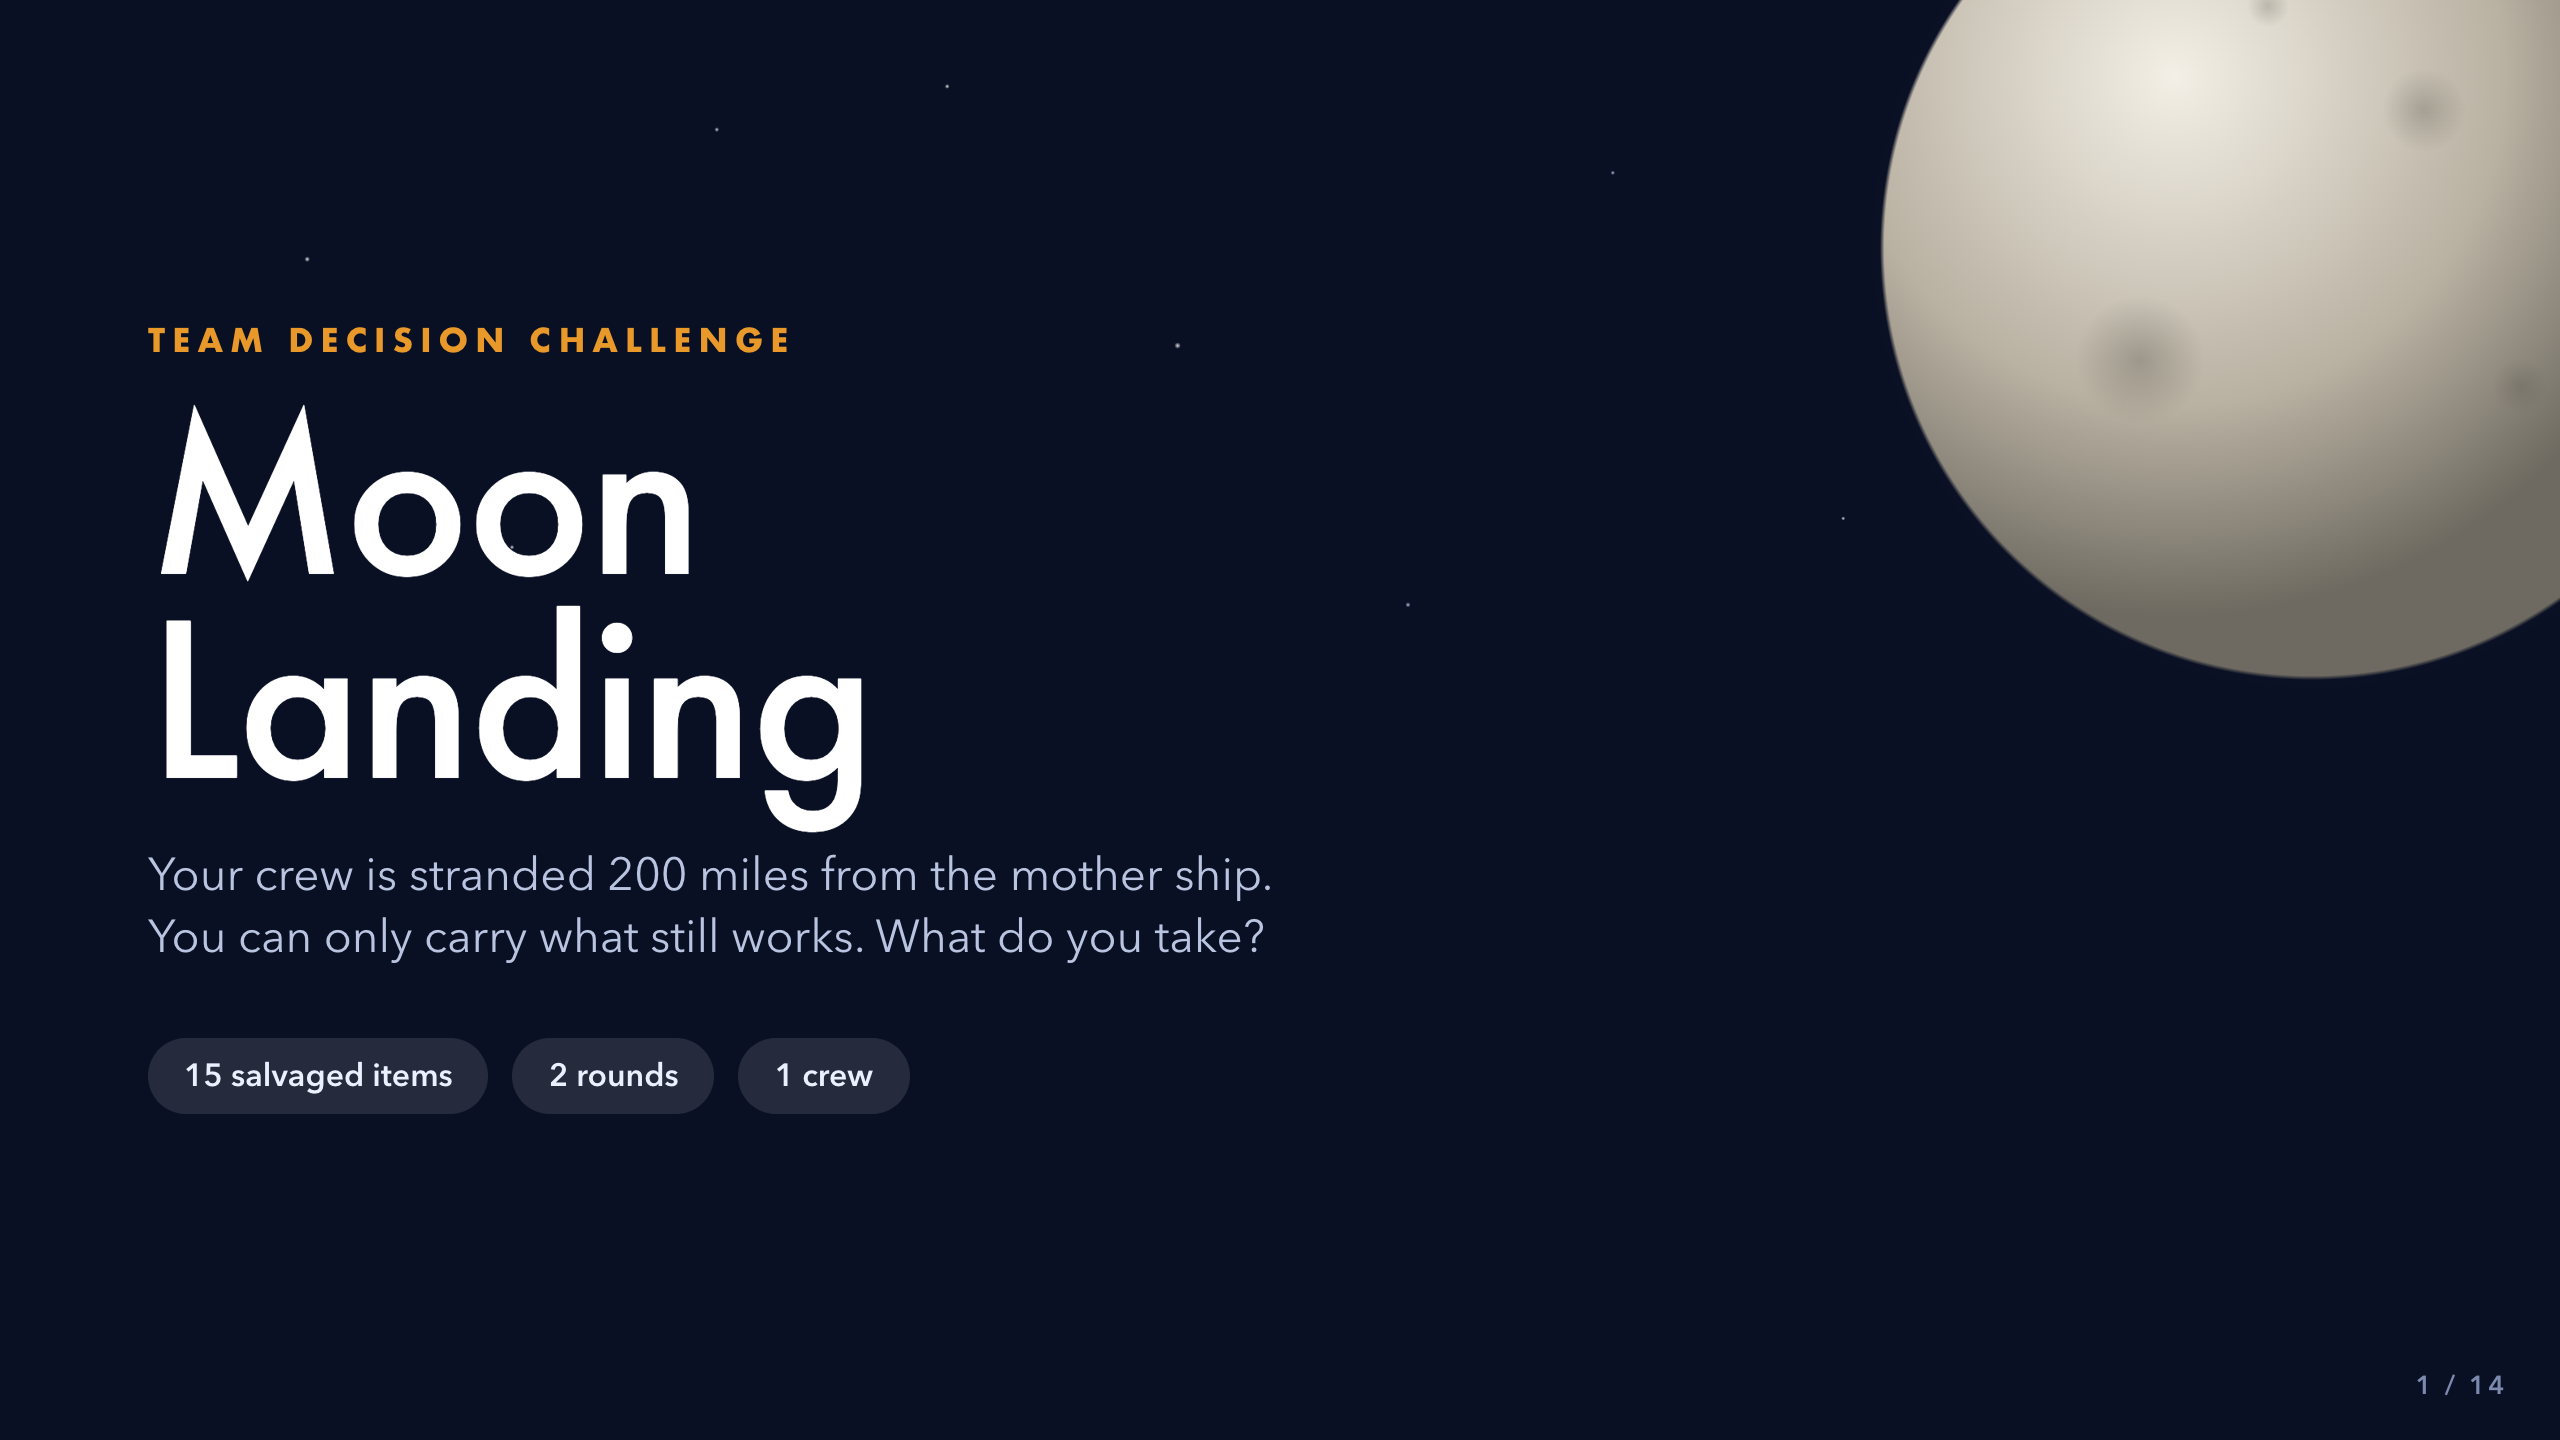 TEAM DECISION CHALLENGE
Moon
Landing
Your crew is stranded 200 miles from the mother ship.
You can only carry what still works. What do you take?
15 salvaged items
2 rounds
1 crew
1 / 14